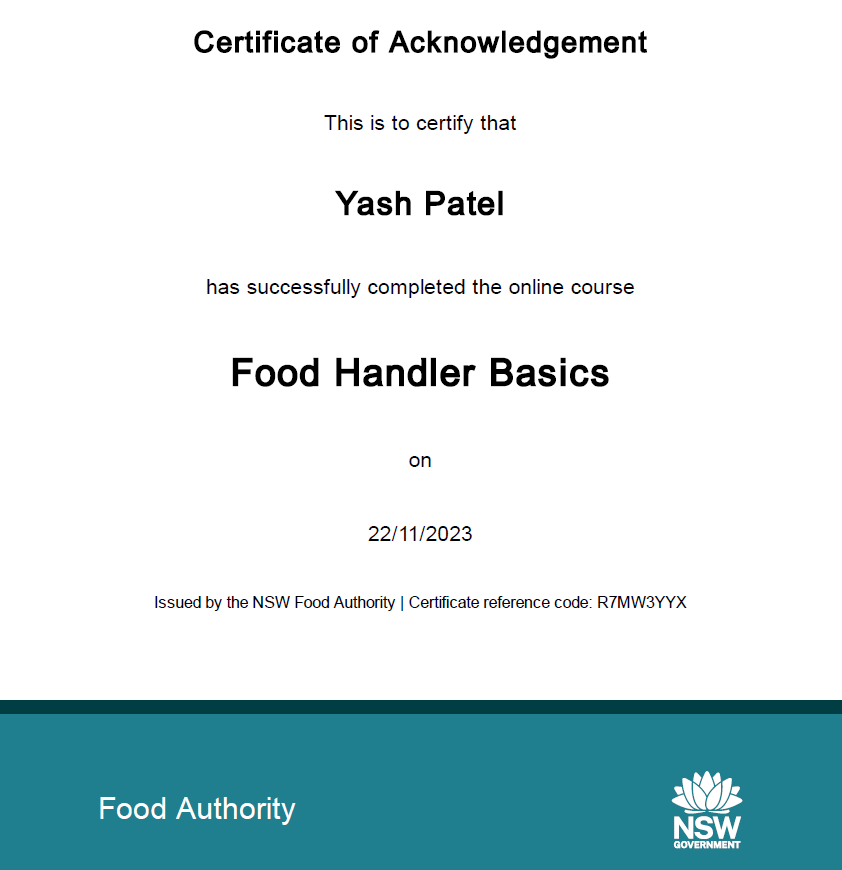 Certificate of Acknowledgement
This is to certify that
Yash Patel
has successfully completed the online course
Food Handler Basics
on
22/11/2023
Issued by the NSW Food Authority | Certificate reference code: R7MW3YYX
Food Authority
NSW
GOVERNMENT